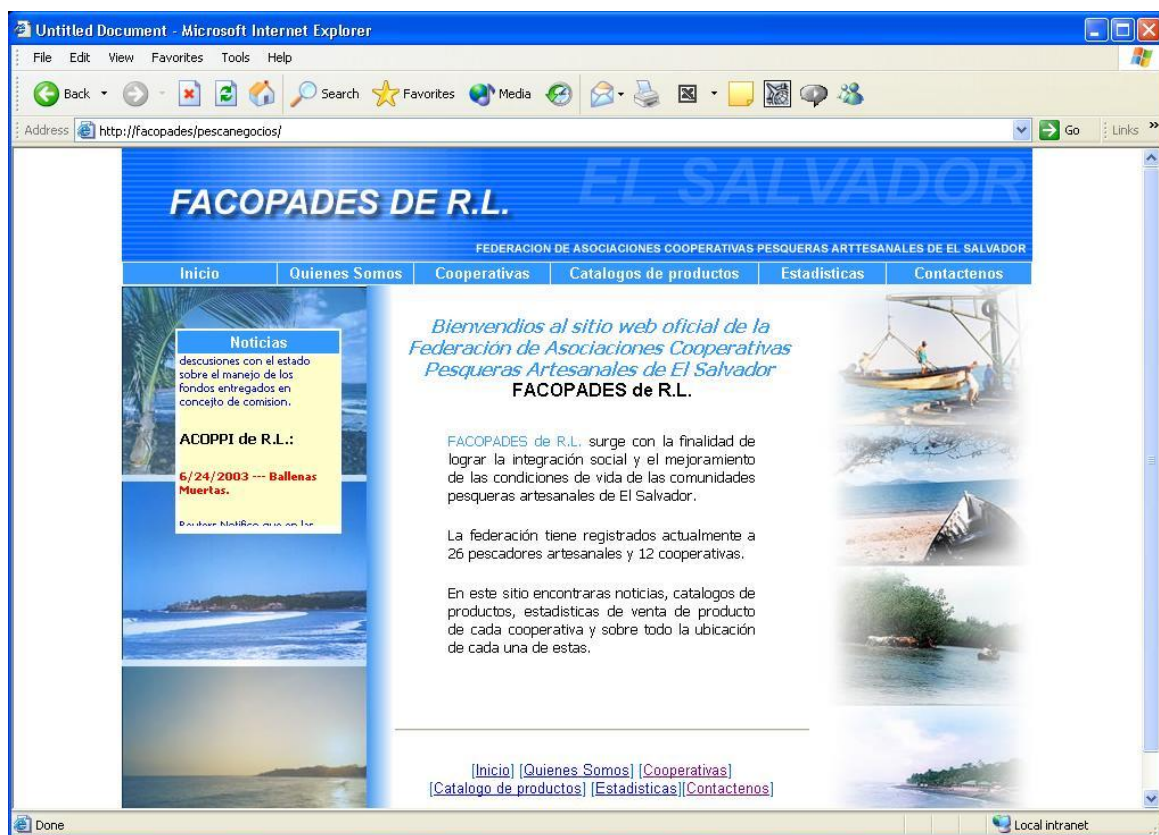 Untitled Document - Microsoft Internet Explorer
File Edit View Favorites Tools Help
Back Search Favorites Media
Address http://facopades/pescanegocios/ Go Links »
EL SALVADOR
FACOPADES DE R.L.
FEDERACION DE ASOCIACIONES COOPERATIVAS PESQUERAS ARTTESANALES DE EL SALVADOR
Inicio Quienes Somos Cooperativas Catalogos de productos Estadisticas Contactenos
Noticias
descusiones con el estado
sobre el manejo de los
fondos entregados en
concejto de comision.
ACOPPI de R.L.:
6/24/2003 --- Ballenas
Muertas.
Reuters Notifico que en las
Bienvendios al sitio web oficial de la
Federación de Asociaciones Cooperativas
Pesqueras Artesanales de El Salvador
FACOPADES de R.L.
FACOPADES de R.L. surge con la finalidad de
lograr la integración social y el mejoramiento
de las condiciones de vida de las comunidades
pesqueras artesanales de El Salvador.
La federación tiene registrados actualmente a
26 pescadores artesanales y 12 cooperativas.
En este sitio encontraras noticias, catalogos de
productos, estadisticas de venta de producto
de cada cooperativa y sobre todo la ubicación
de cada una de estas.
[Inicio] [Quienes Somos] [Cooperativas]
[Catalogo de productos] [Estadisticas][Contactenos]
Done Local intranet